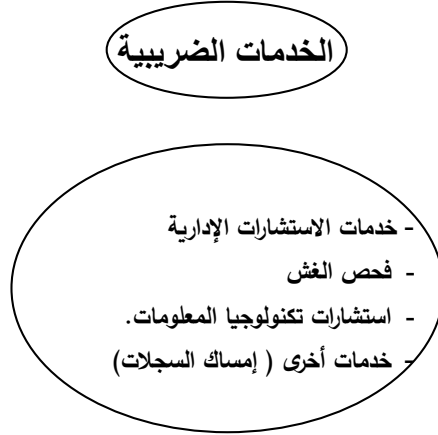 الخدمات الضريبية
- خدمات الاستشارات الإدارية
- فحص الغش
- استشارات تكنولوجيا المعلومات.
- خدمات أخرى ( إمساك السجلات)